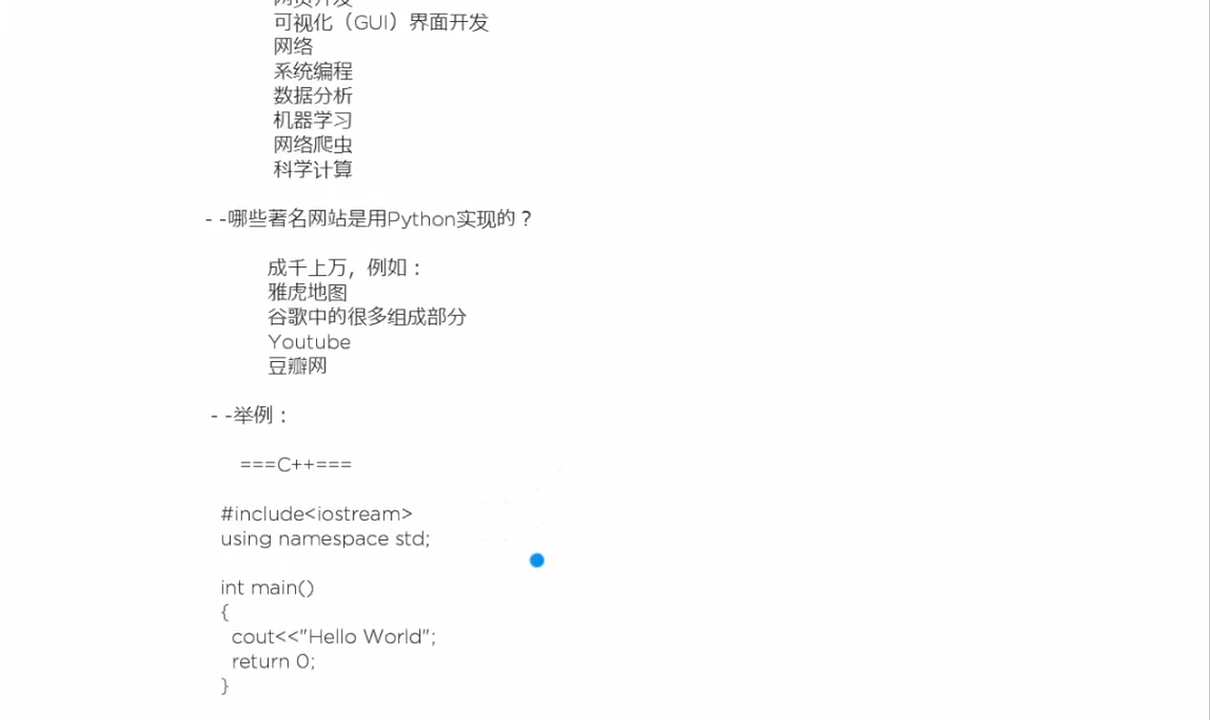 网页开发
可视化（GUI）界面开发
网络
系统编程
数据分析
机器学习
网络爬虫
科学计算
- -哪些著名网站是用Python实现的？
成千上万，例如：
雅虎地图
谷歌中的很多组成部分
Youtube
豆瓣网
- -举例：
===C++===
#include<iostream>
using namespace std;
int main()
{
cout<<"Hello World";
return 0;
}